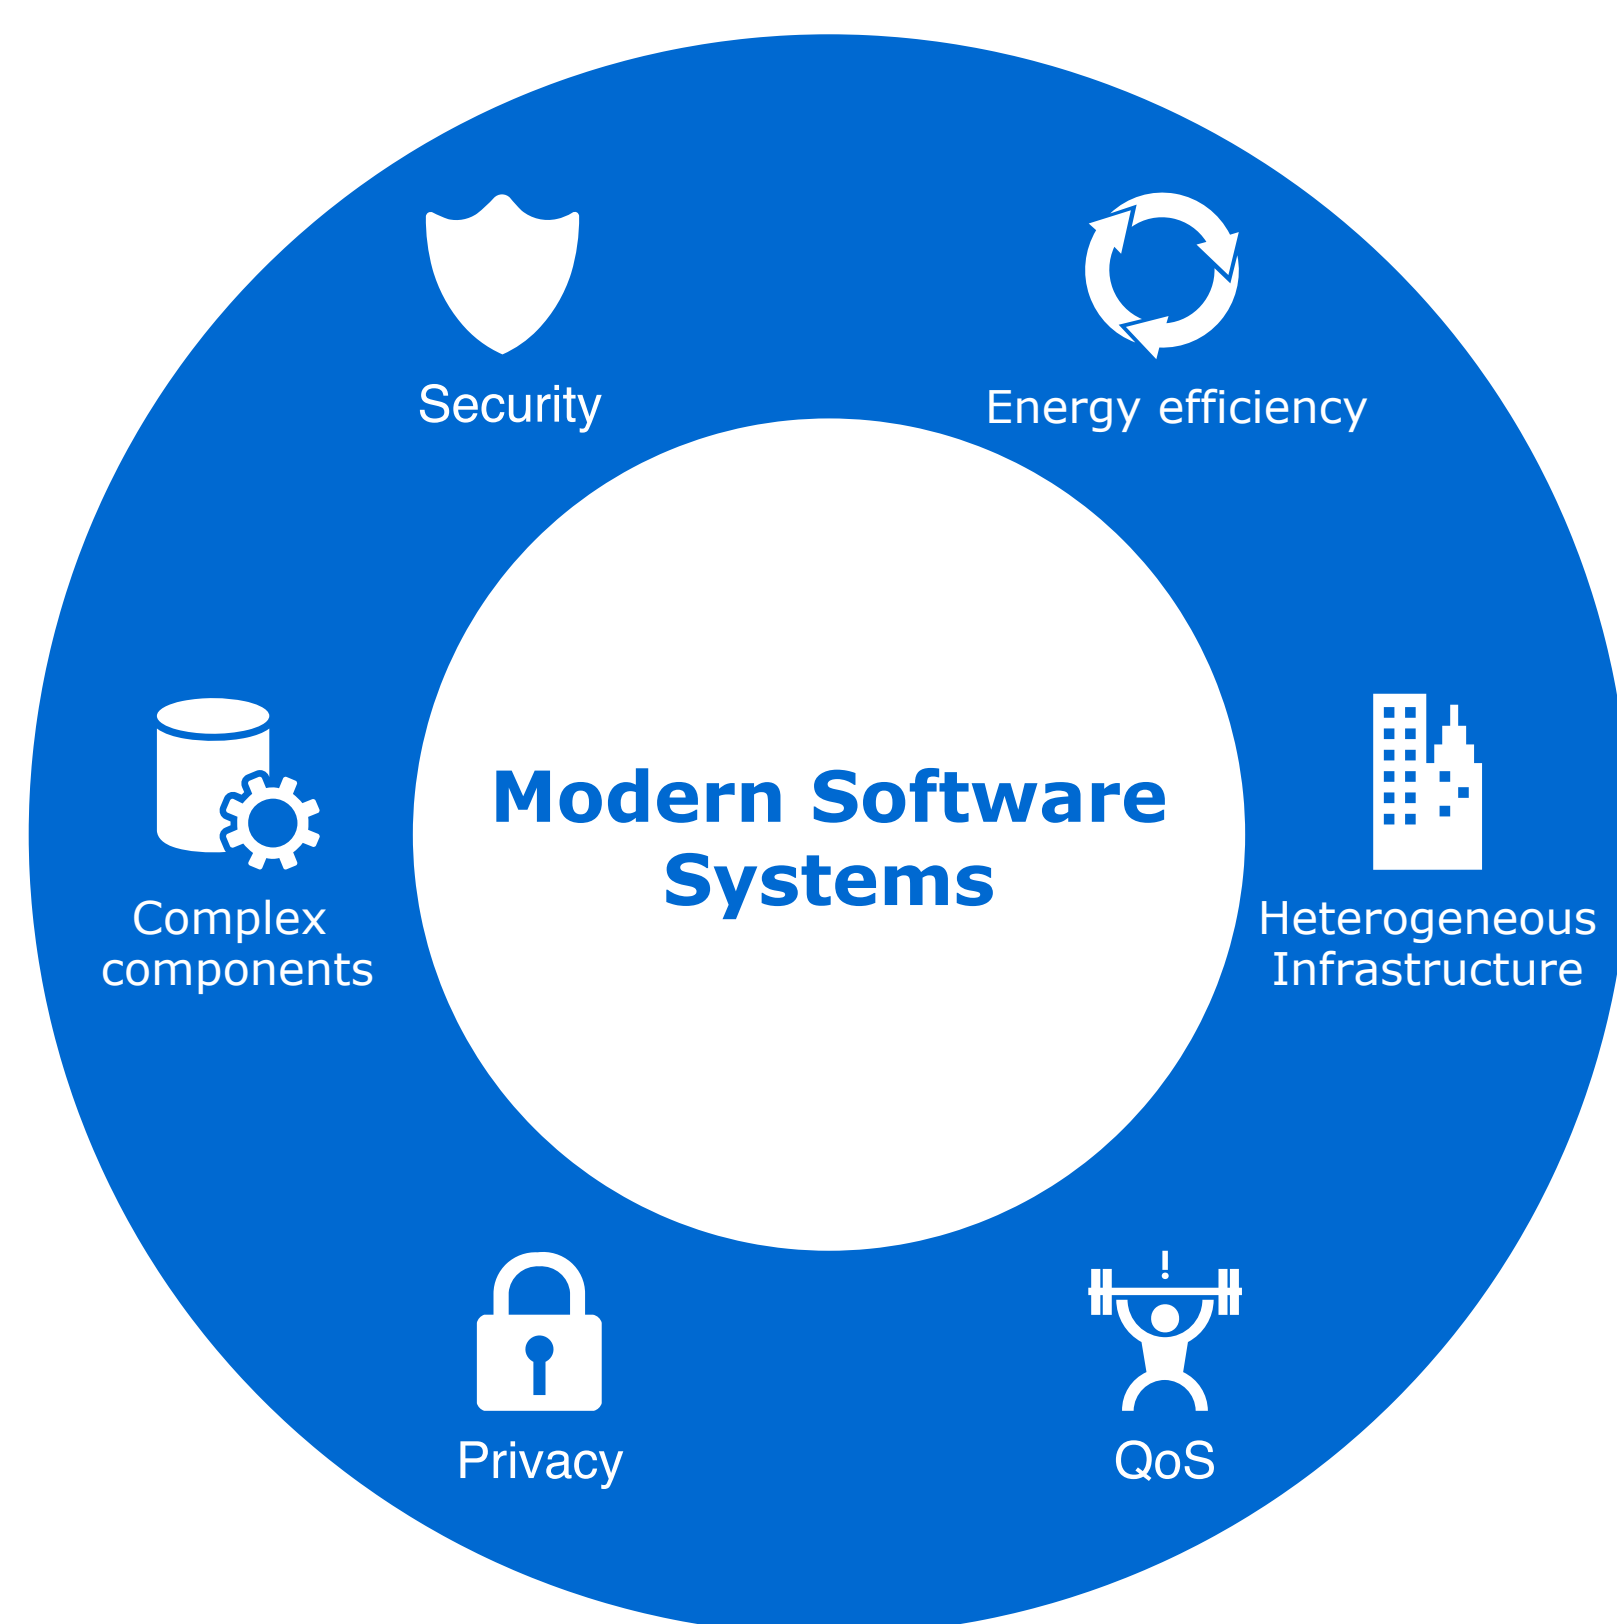 Security
Energy efficiency
Modern Software
Systems
Complex
components
Heterogeneous
Infrastructure
Privacy
QoS